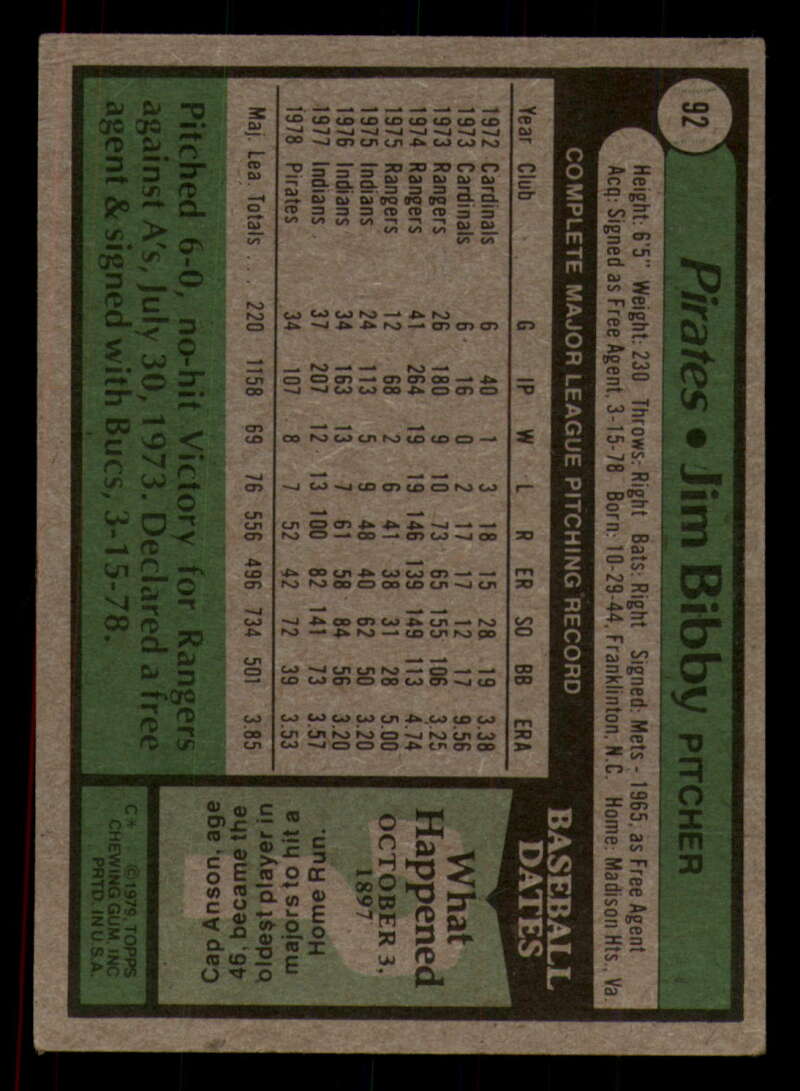 92
Pirates • Jim Bibby PITCHER
Height: 6'5" Weight: 230 Throws: Right Bats: Right Signed: Mets - 1965, as Free Agent
Acq: Signed as Free Agent, 3-15-78 Born: 10-29-44, Franklinton, N.C. Home: Madison Hts., Va.
COMPLETE MAJOR LEAGUE PITCHING RECORD
Year Club G IP W L R ER SO BB ERA
1972 Cardinals 6 40 1 3 18 15 28 19 3.38
1973 Cardinals 6 16 0 2 17 17 12 17 9.56
1973 Rangers 26 180 9 10 73 65 155 106 3.25
1974 Rangers 41 264 19 19 146 139 149 113 4.74
1975 Rangers 12 68 2 6 41 38 31 28 5.00
1975 Indians 24 113 5 9 48 40 62 50 3.20
1976 Indians 34 163 13 7 61 58 84 56 3.20
1977 Indians 37 207 12 13 100 82 141 73 3.57
1978 Pirates 34 107 8 7 52 42 72 39 3.53
Maj. Lea. Totals . . . 220 1158 69 76 556 496 734 501 3.85
Pitched 6-0, no-hit Victory for Rangers
against A's, July 30, 1973. Declared a free
agent & signed with Bucs, 3-15-78.
BASEBALL
DATES
What
Happened
OCTOBER 3,
1897
Cap Anson, age
46, became the
oldest player in
majors to hit a
Home Run.
C* ©1979 TOPPS
CHEWING GUM, INC.
PRTD. IN U.S.A.